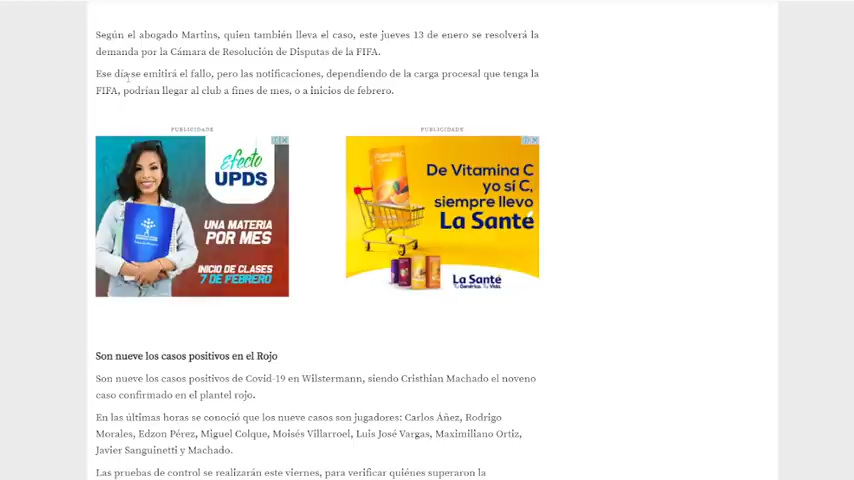 Según el abogado Martins, quien también lleva el caso, este jueves 13 de enero se resolverá la
demanda por la Cámara de Resolución de Disputas de la FIFA.
Ese día se emitirá el fallo, pero las notificaciones, dependiendo de la carga procesal que tenga la
FIFA, podrían llegar al club a fines de mes, o a inicios de febrero.
PUBLICIDADE
PUBLICIDADE
efecto
UPDS
UNA MATERIA
POR MES
INICIO DE CLASES
7 DE FEBRERO
De Vitamina C
yo sí C,
siempre llevo
La Santé
La Santé
Tu Genérico. Tu Vida.
Son nueve los casos positivos en el Rojo
Son nueve los casos positivos de Covid-19 en Wilstermann, siendo Cristhian Machado el noveno
caso confirmado en el plantel rojo.
En las últimas horas se conoció que los nueve casos son jugadores: Carlos Áñez, Rodrigo
Morales, Edzon Pérez, Miguel Colque, Moisés Villarroel, Luis José Vargas, Maximiliano Ortiz,
Javier Sanguinetti y Machado.
Las pruebas de control se realizarán este viernes, para verificar quiénes superaron la